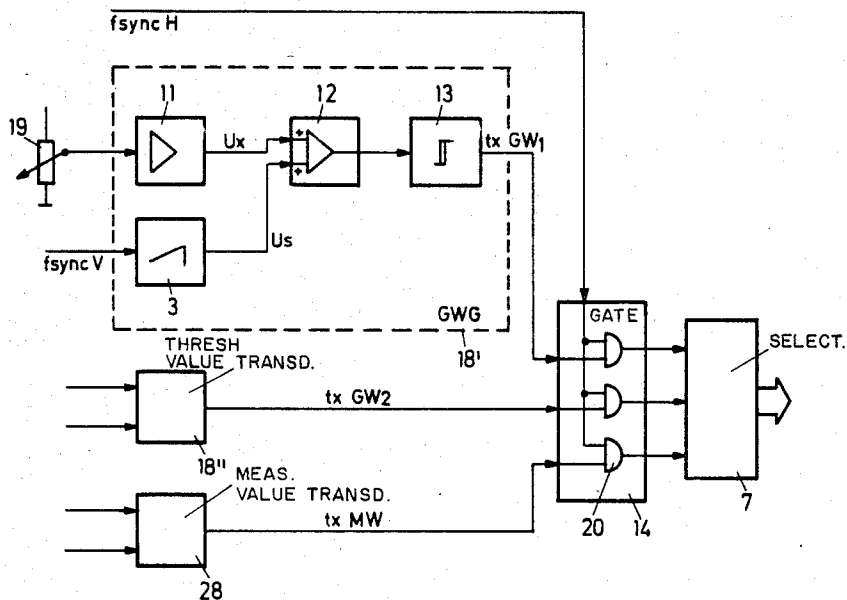 fsync H
11
12
13
19
Ux
tx GW1
Us
fsync V
3
GWG
18'
GATE
THRESH
VALUE TRANSD.
SELECT.
tx GW2
18"
MEAS.
VALUE TRANSD.
tx MW
20
14
7
28